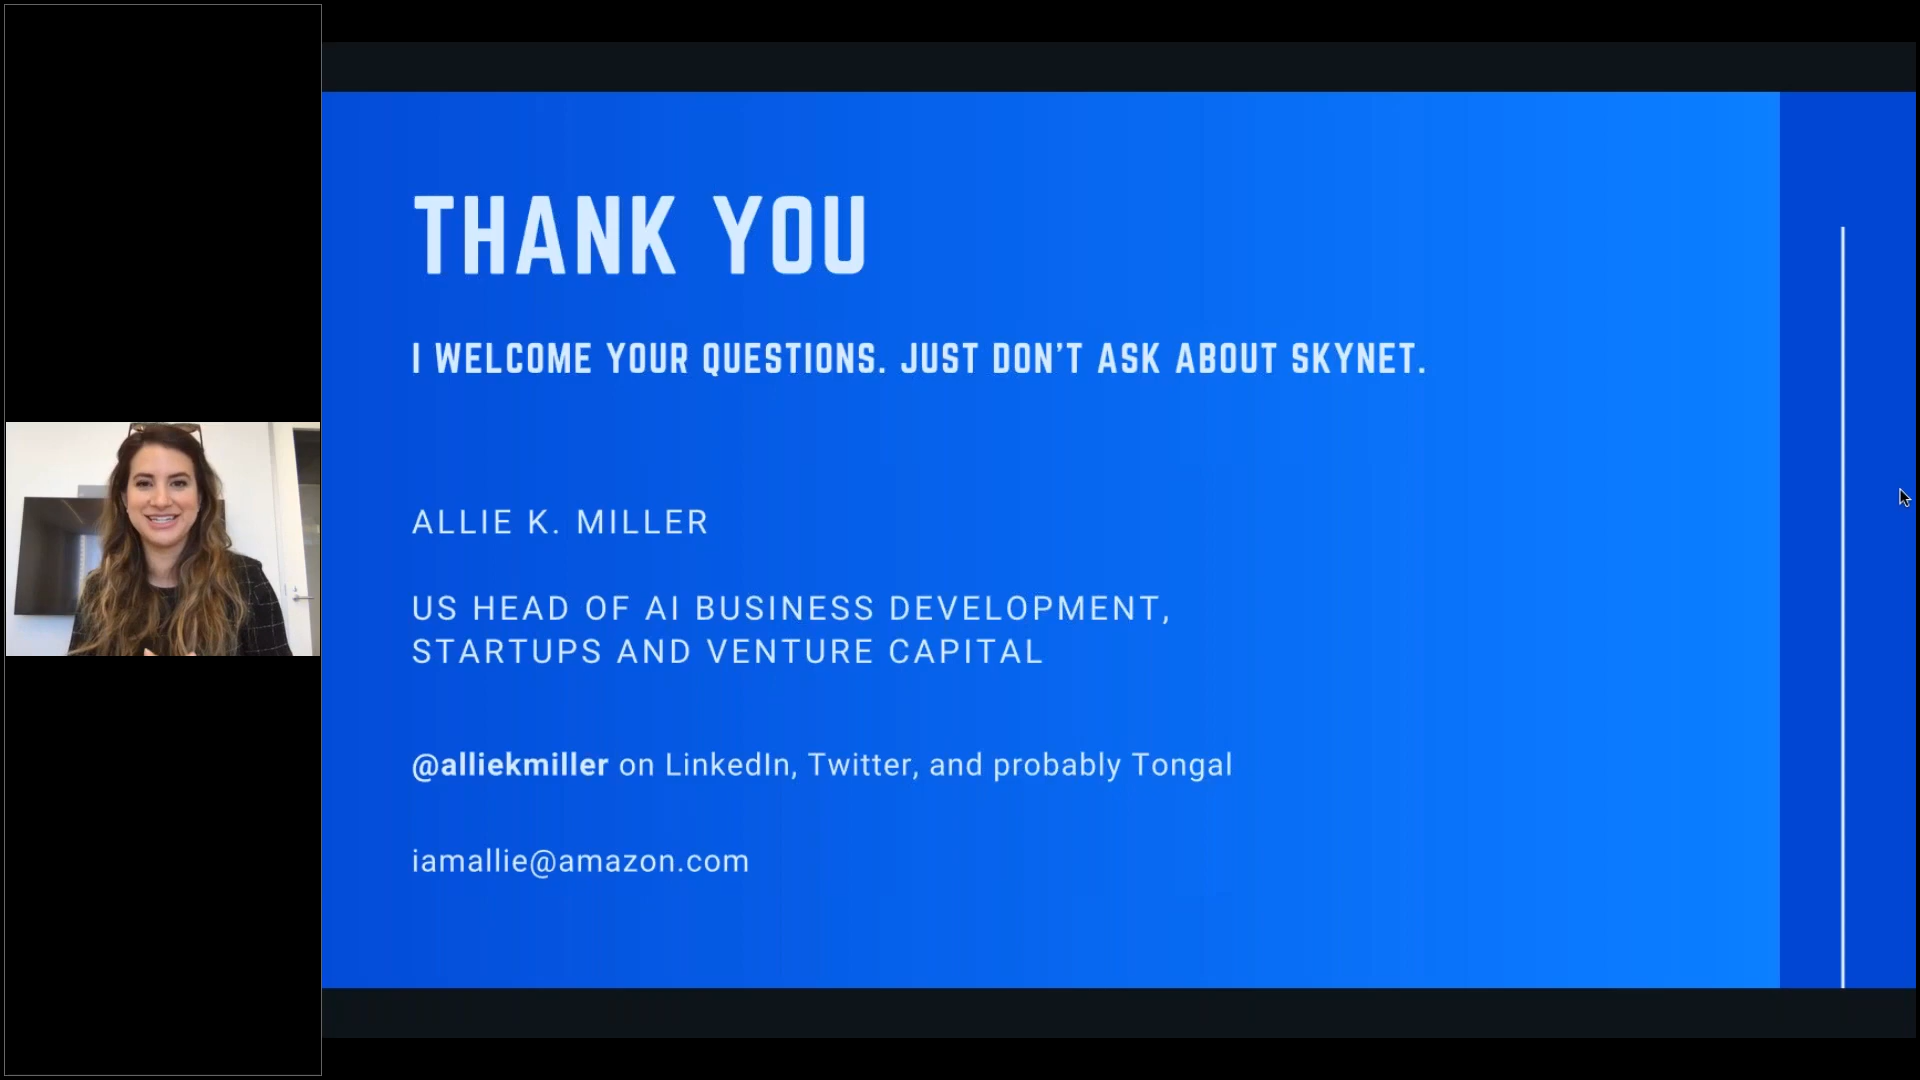 THANK YOU
I WELCOME YOUR QUESTIONS. JUST DON'T ASK ABOUT SKYNET.
ALLIE K. MILLER
US HEAD OF AI BUSINESS DEVELOPMENT,
STARTUPS AND VENTURE CAPITAL
@alliekmiller on LinkedIn, Twitter, and probably Tongal
iamallie@amazon.com